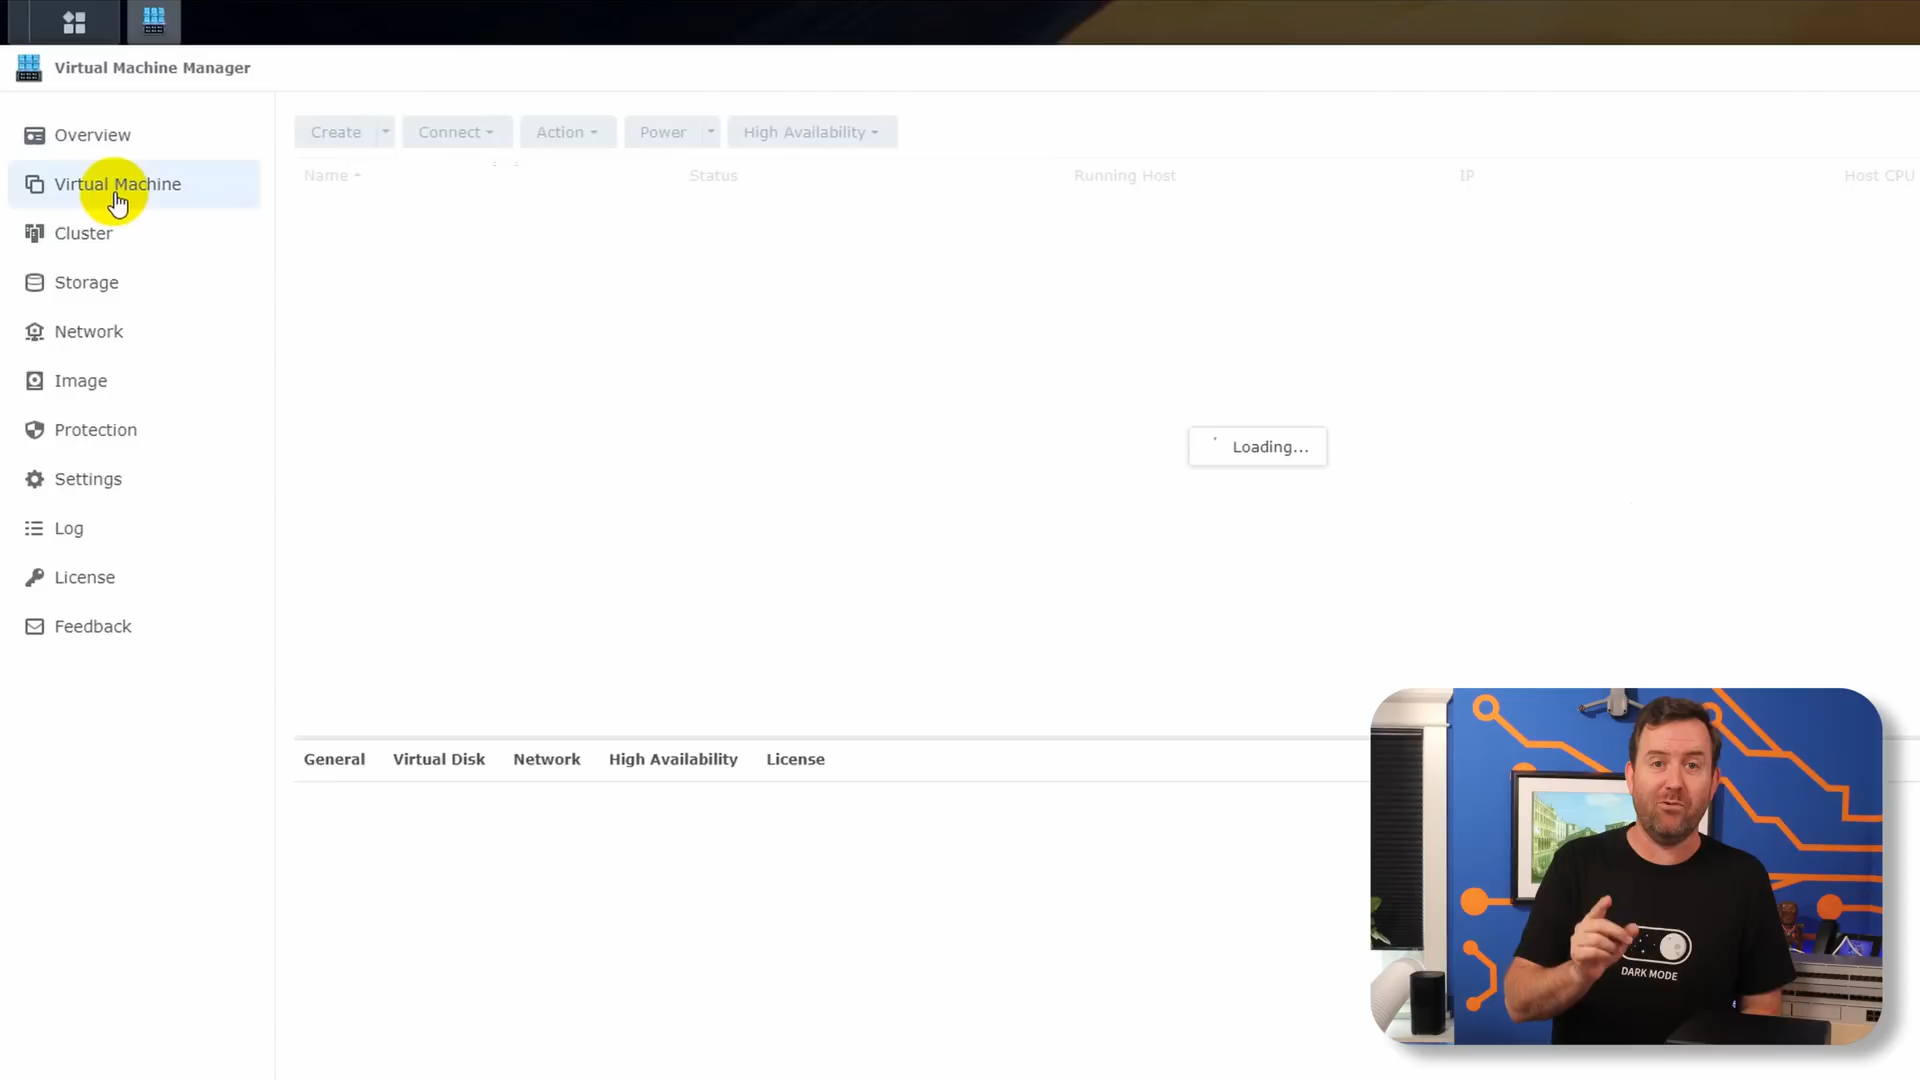 Virtual Machine Manager
Overview
Virtual Machine
Cluster
Storage
Network
Image
Protection
Settings
Log
License
Feedback
Create Connect Action Power High Availability
Name Status Running Host IP Host CPU
Loading...
General Virtual Disk Network High Availability License
DARK MODE